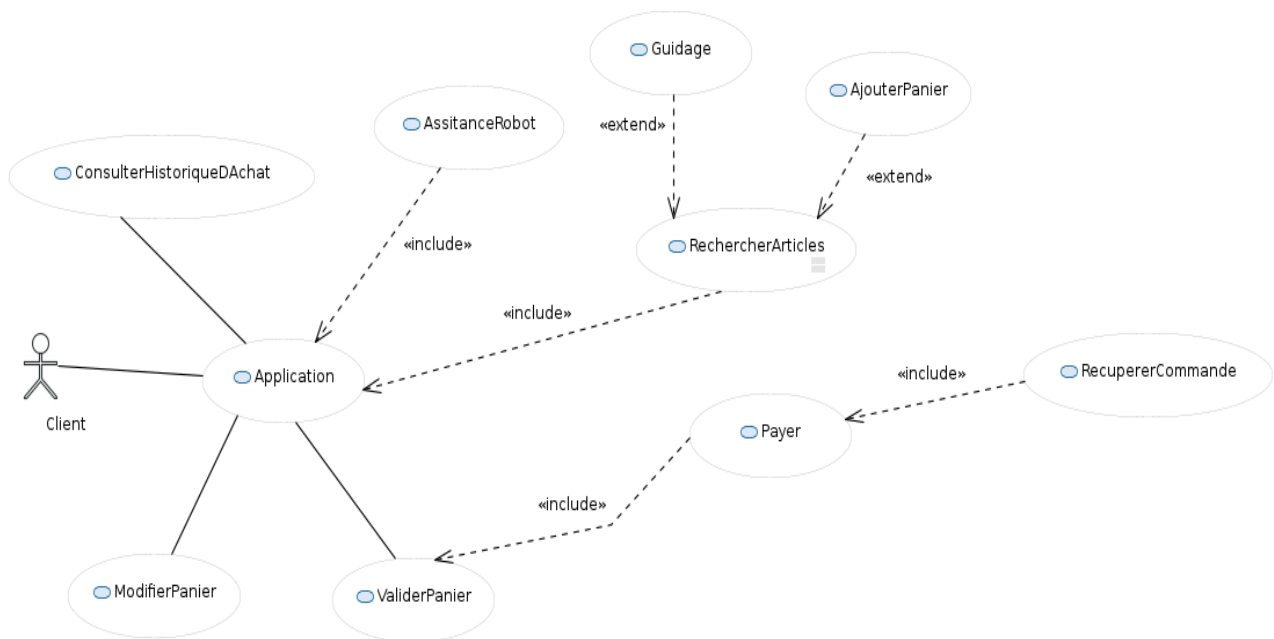 Guidage
AjouterPanier
«extend»
AssitanceRobot
ConsulterHistoriqueDAchat
«extend»
«include»
RechercherArticles
«include»
Application
RecupererCommande
«include»
Client
Payer
«include»
ModifierPanier
ValiderPanier